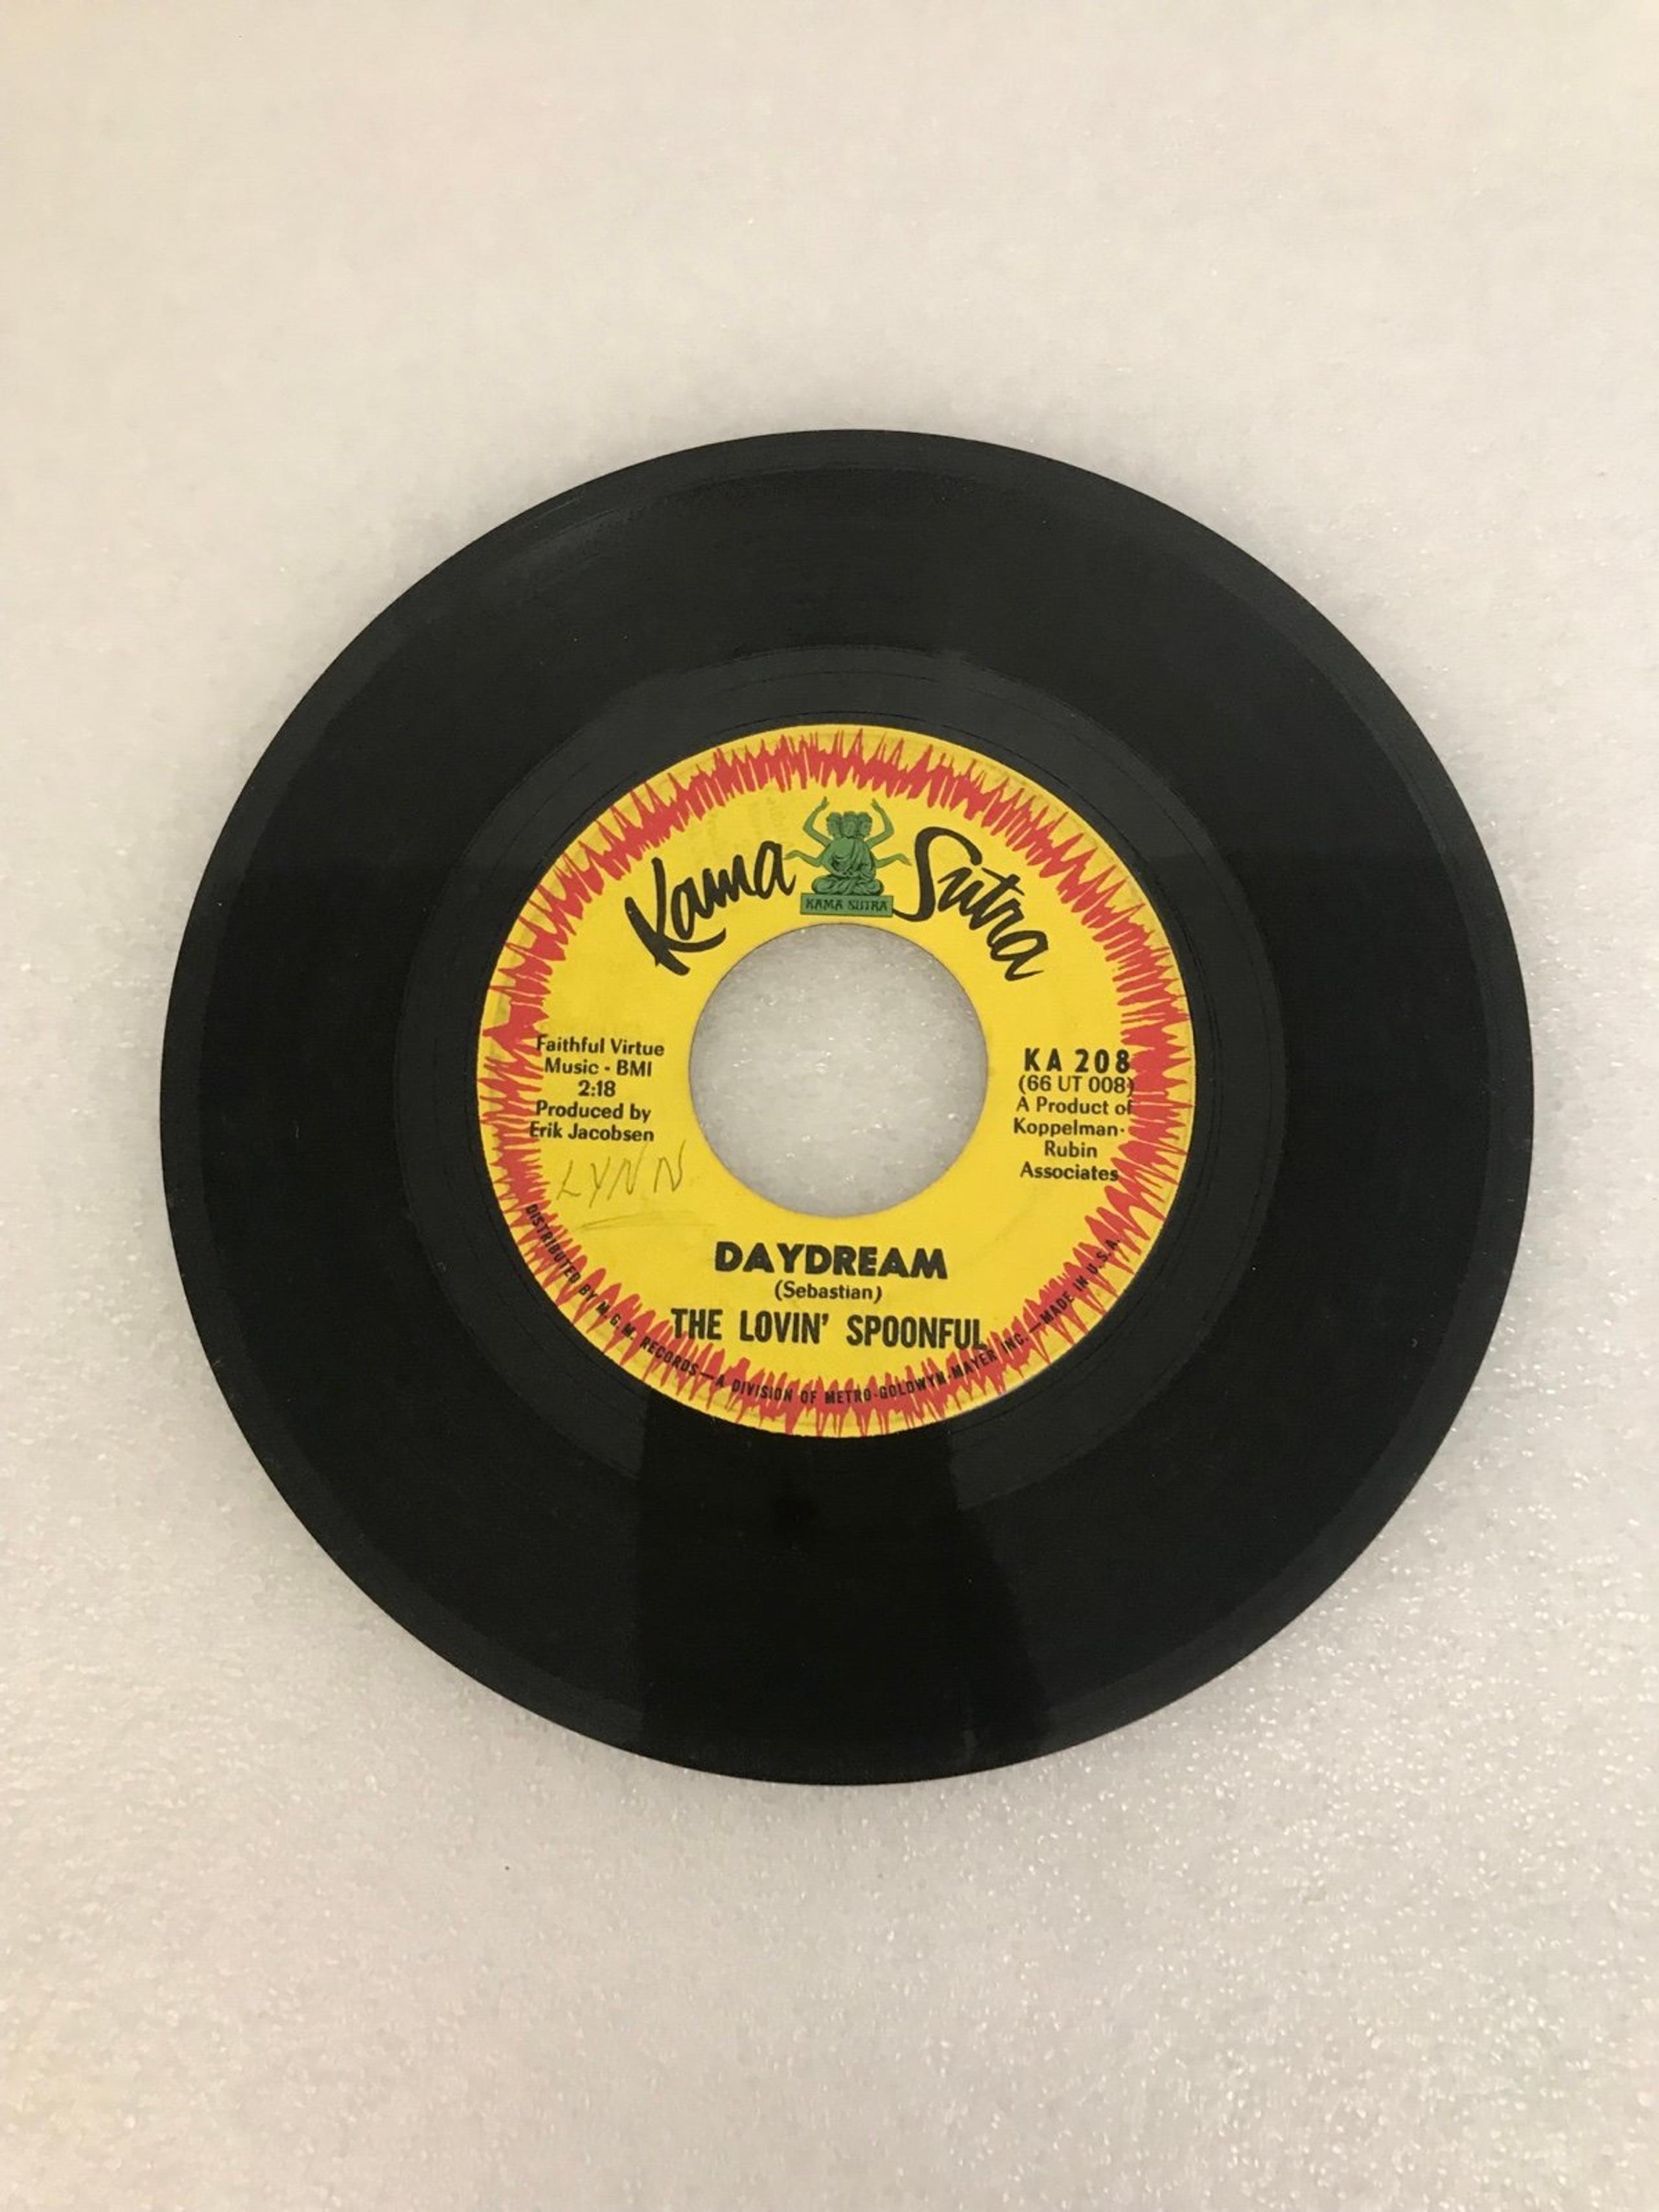 Kama Sutra
KAMA SUTRA
Faithful Virtue
Music - BMI
2:18
Produced by
Erik Jacobsen
LYNN
KA 208
(66 UT 008)
A Product of
Koppelman-
Rubin
Associates
DAYDREAM
(Sebastian)
THE LOVIN' SPOONFUL
DISTRIBUTED BY M.G.M. RECORDS—A DIVISION OF METRO-GOLDWYN-MAYER INC.—MADE IN U.S.A.